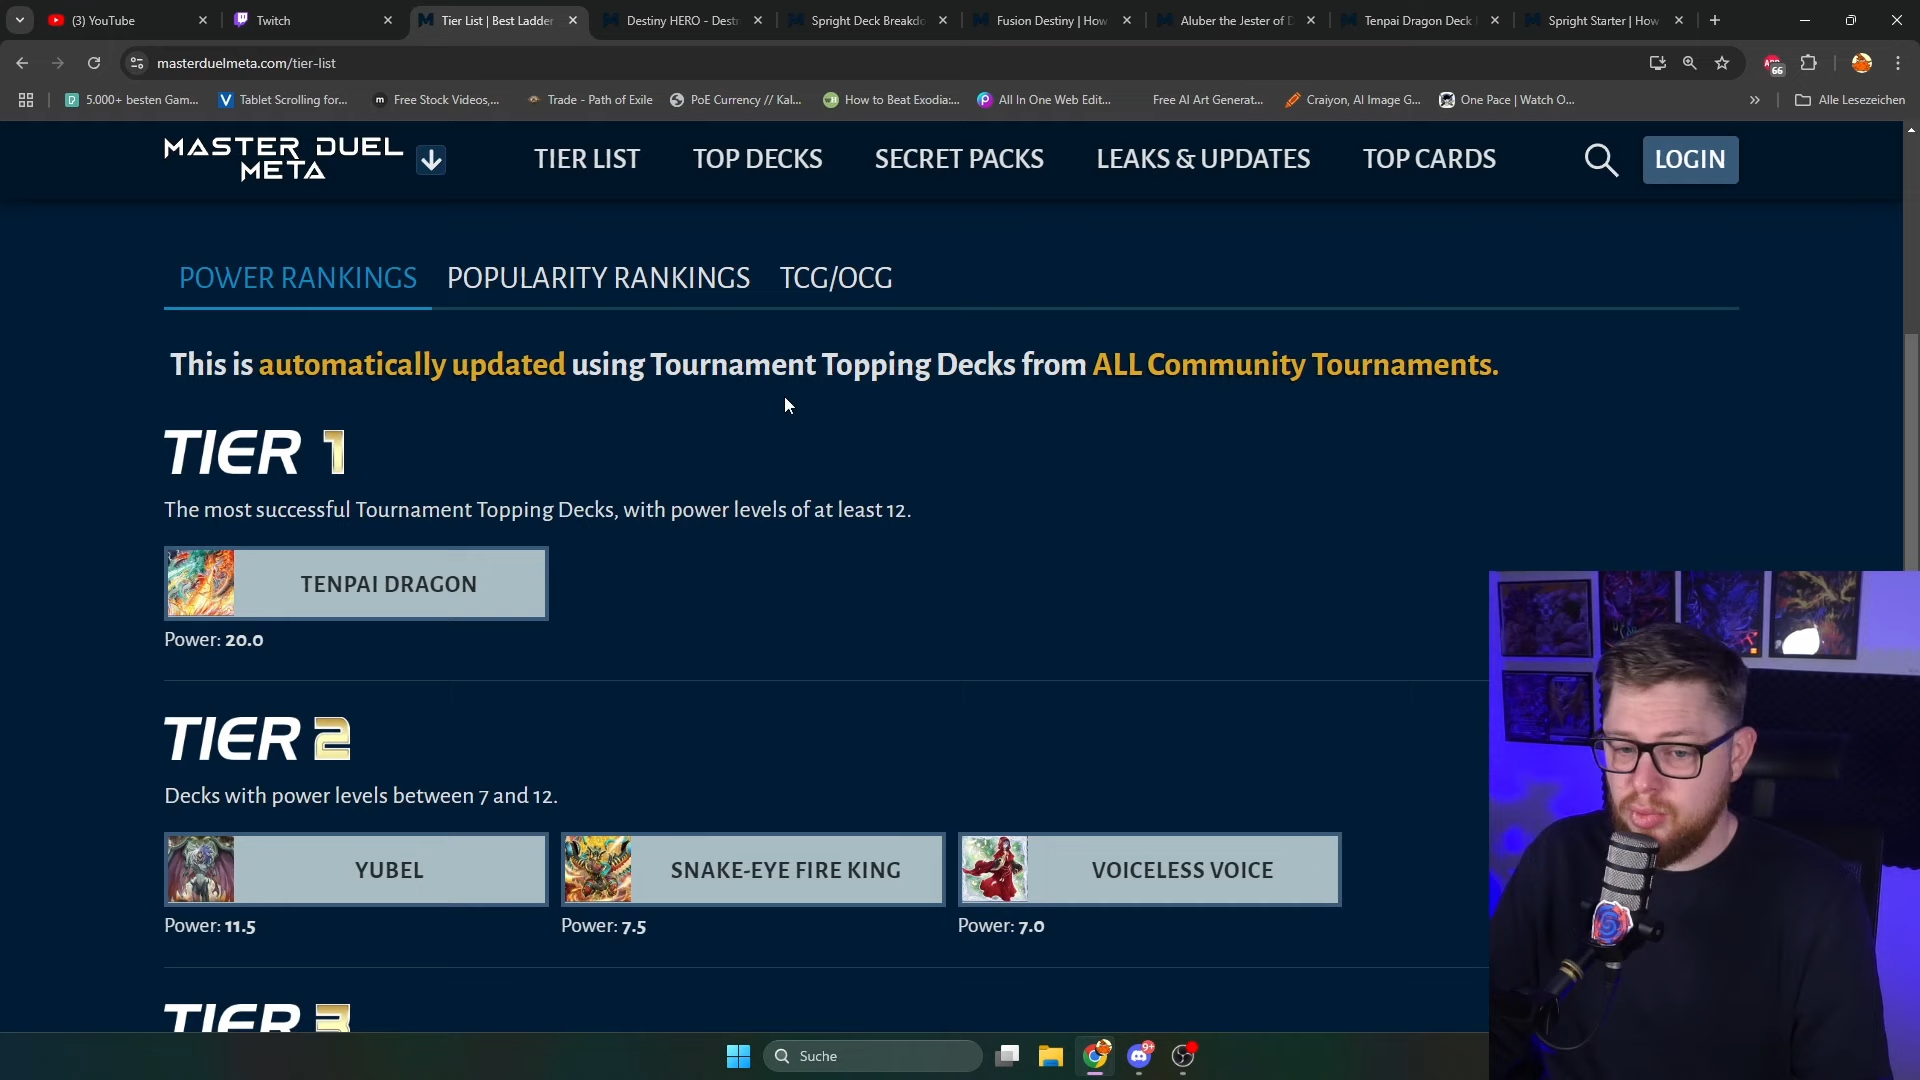 (3) YouTube
Twitch
Tier List | Best Ladder
Destiny HERO - Dest
Spright Deck Breakdo
Fusion Destiny | How
Aluber the Jester of D
Tenpai Dragon Deck
Spright Starter | How
masterduelmeta.com/tier-list
66
5.000+ besten Gam...
Tablet Scrolling for...
Free Stock Videos,...
Trade - Path of Exile
PoE Currency // Kal...
How to Beat Exodia:...
All In One Web Edit...
Free AI Art Generat...
Craiyon, AI Image G...
One Pace | Watch O...
Alle Lesezeichen
MASTER DUEL
META
TIER LIST
TOP DECKS
SECRET PACKS
LEAKS & UPDATES
TOP CARDS
LOGIN
POWER RANKINGS
POPULARITY RANKINGS
TCG/OCG
This is automatically updated using Tournament Topping Decks from ALL Community Tournaments.
TIER 1
The most successful Tournament Topping Decks, with power levels of at least 12.
TENPAI DRAGON
Power: 20.0
TIER 2
Decks with power levels between 7 and 12.
YUBEL
SNAKE-EYE FIRE KING
VOICELESS VOICE
Power: 11.5
Power: 7.5
Power: 7.0
TIER 3
Suche
9+